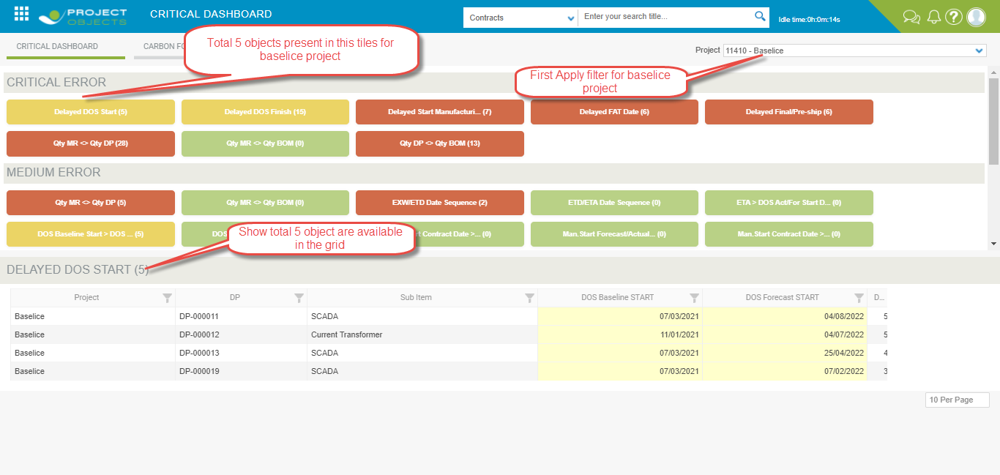 PROJECT
OBJECTS
CRITICAL DASHBOARD
Contracts
Enter your search title...
Idle time:0h:0m:14s
CRITICAL DASHBOARD
CARBON FO
Total 5 objects present in this tiles for
baselice project
Project
11410 - Baselice
First Apply filter for baselice
project
CRITICAL ERROR
Delayed DOS Start (5)
Delayed DOS Finish (15)
Delayed Start Manufacturi... (7)
Delayed FAT Date (6)
Delayed Final/Pre-ship (6)
Qty MR <> Qty DP (28)
Qty MR <> Qty BOM (0)
Qty DP <> Qty BOM (13)
MEDIUM ERROR
Qty MR <> Qty DP (5)
Qty MR <> Qty BOM (0)
EXW/ETD Date Sequence (2)
ETD/ETA Date Sequence (0)
ETA > DOS Act/For Start D... (0)
DOS Baseline Start > DOS ... (5)
DOS
Show total 5 object are available
in the grid
Contract Date >... (0)
Man.Start Forecast/Actual... (0)
Man.Start Contract Date >... (0)
DELAYED DOS START (5)
Project
DP
Sub Item
DOS Baseline START
DOS Forecast START
D...
Baselice
DP-000011
SCADA
07/03/2021
04/08/2022
5
Baselice
DP-000012
Current Transformer
11/01/2021
04/07/2022
5
Baselice
DP-000013
SCADA
07/03/2021
25/04/2022
4
Baselice
DP-000019
SCADA
07/03/2021
07/02/2022
3
10 Per Page